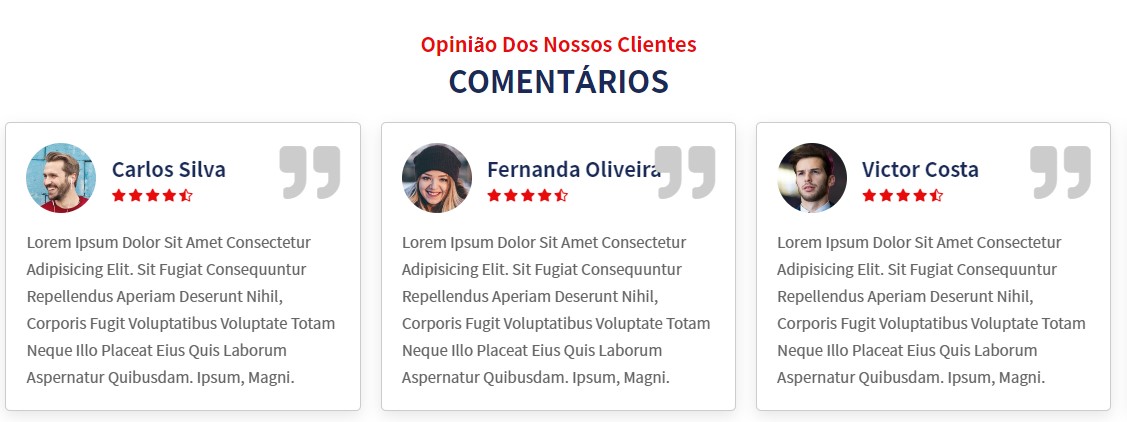 Opinião Dos Nossos Clientes
COMENTÁRIOS
Carlos Silva
Lorem Ipsum Dolor Sit Amet Consectetur
Adipisicing Elit. Sit Fugiat Consequuntur
Repellendus Aperiam Deserunt Nihil,
Corporis Fugit Voluptatibus Voluptate Totam
Neque Illo Placeat Eius Quis Laborum
Aspernatur Quibusdam. Ipsum, Magni.
Fernanda Oliveira
Lorem Ipsum Dolor Sit Amet Consectetur
Adipisicing Elit. Sit Fugiat Consequuntur
Repellendus Aperiam Deserunt Nihil,
Corporis Fugit Voluptatibus Voluptate Totam
Neque Illo Placeat Eius Quis Laborum
Aspernatur Quibusdam. Ipsum, Magni.
Victor Costa
Lorem Ipsum Dolor Sit Amet Consectetur
Adipisicing Elit. Sit Fugiat Consequuntur
Repellendus Aperiam Deserunt Nihil,
Corporis Fugit Voluptatibus Voluptate Totam
Neque Illo Placeat Eius Quis Laborum
Aspernatur Quibusdam. Ipsum, Magni.